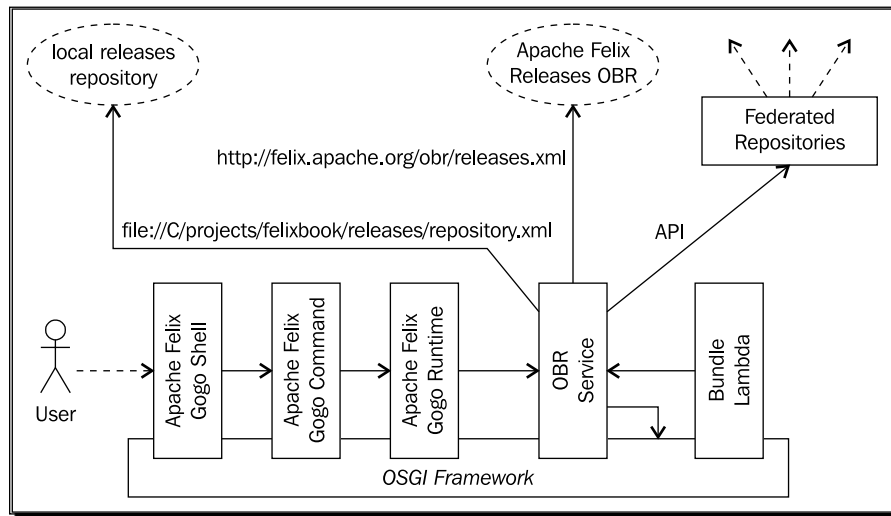 local releases
repository
Apache Felix
Releases OBR
Federated
Repositories
http://felix.apache.org/obr/releases.xml
file://C/projects/felixbook/releases/repository.xml
API
User
Apache Felix
Gogo Shell
Apache Felix
Gogo Command
Apache Felix
Gogo Runtime
OBR
Service
Bundle
Lambda
OSGI Framework